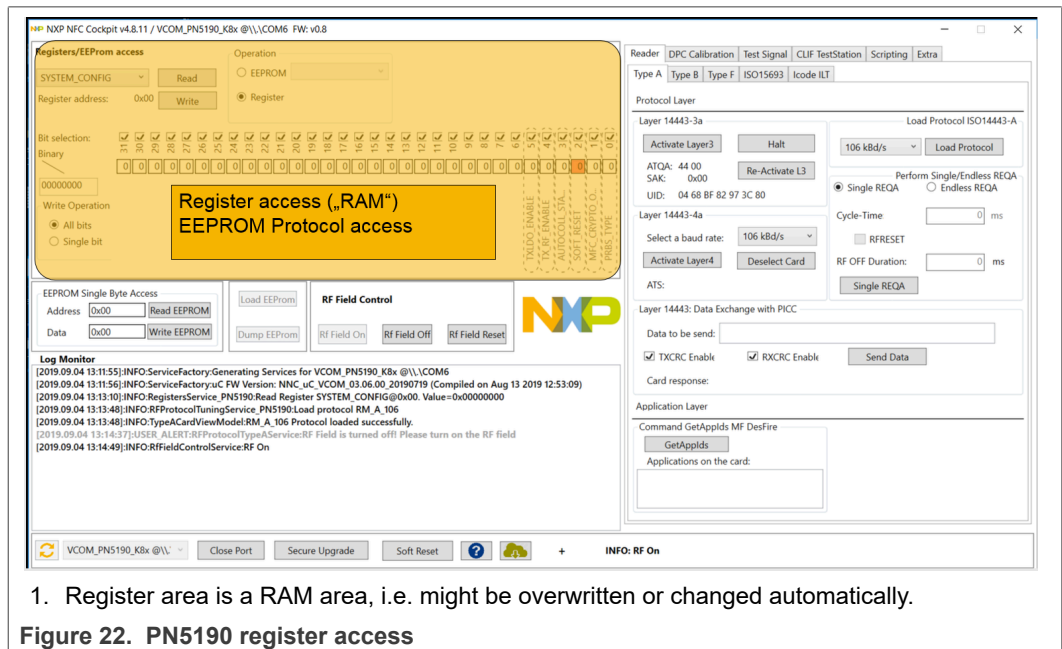 NXP NFC Cockpit v4.8.11 / VCOM_PN5190_K8x @\\.\COM6 FW: v0.8
Registers/EEProm access
Operation
SYSTEM_CONFIG
Read
EEPROM
Register address: 0x00
Write
Register
Bit selection:
31 30 29 28 27 26 25 24 23 22 21 20 19 18 17 16 15 14 13 12 11 10 9 8 7 6 5 4 3 2 1 0
Binary
0 0 0 0 0 0 0 0 0 0 0 0 0 0 0 0 0 0 0 0 0 0 0 0 0 0 0 0 0 0 0 0
00000000
Write Operation
All bits
Single bit
TXLDO_ENABLE
TX_RF_ENABLE
AUTOCOLL_STA...
SOFT_RESET
MFC_CRYPTO_O...
PRBS_TYPE
Register access („RAM“)
EEPROM Protocol access
EEPROM Single Byte Access
Address 0x00 Read EEPROM
Data 0x00 Write EEPROM
Load EEProm
Dump EEProm
RF Field Control
Rf Field On
Rf Field Off
Rf Field Reset
NXP
Log Monitor
[2019.09.04 13:11:55]:INFO:ServiceFactory:Generating Services for VCOM_PN5190_K8x @\\.\COM6
[2019.09.04 13:11:56]:INFO:ServiceFactory:uC FW Version: NNC_uC_VCOM_03.06.00_20190719 (Compiled on Aug 13 2019 12:53:09)
[2019.09.04 13:13:10]:INFO:RegistersService_PN5190:Read Register SYSTEM_CONFIG@0x00. Value=0x00000000
[2019.09.04 13:13:48]:INFO:RFProtocolTuningService_PN5190:Load protocol RM_A_106
[2019.09.04 13:13:48]:INFO:TypeACardViewModel:RM_A_106 Protocol loaded successfully.
[2019.09.04 13:14:37]:USER_ALERT:RFProtocolTypeAService:RF Field is turned off! Please turn on the RF field
[2019.09.04 13:14:49]:INFO:RfFieldControlService:RF On
Reader DPC Calibration Test Signal CLIF TestStation Scripting Extra
Type A Type B Type F ISO15693 Icode ILT
Protocol Layer
Layer 14443-3a
Activate Layer3
Halt
ATQA: 44 00
SAK: 0x00
Re-Activate L3
UID: 04 68 BF 82 97 3C 80
Load Protocol ISO14443-A
106 kBd/s
Load Protocol
Perform Single/Endless REQA
Single REQA
Endless REQA
Layer 14443-4a
Select a baud rate: 106 kBd/s
Activate Layer4
Deselect Card
ATS:
Cycle-Time 0 ms
RFRESET
RF OFF Duration: 0 ms
Single REQA
Layer 14443: Data Exchange with PICC
Data to be send:
TXCRC Enable
RXCRC Enable
Send Data
Card response:
Application Layer
Command GetAppIds MF DesFire
GetAppIds
Applications on the card:
VCOM_PN5190_K8x @\\.
Close Port
Secure Upgrade
Soft Reset
?
+
INFO: RF On
1. Register area is a RAM area, i.e. might be overwritten or changed automatically.
Figure 22. PN5190 register access